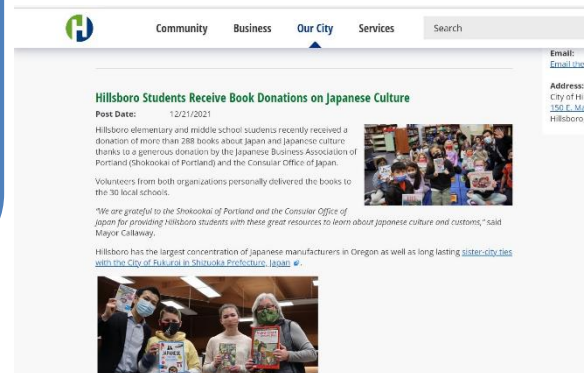 Community Business Our City Services Search
Email:
Email the
Address:
City of Hi
150 E. Ma
Hillsboro,
Hillsboro Students Receive Book Donations on Japanese Culture
Post Date: 12/21/2021
Hillsboro elementary and middle school students recently received a
donation of more than 288 books about Japan and Japanese culture
thanks to a generous donation by the Japanese Business Association of
Portland (Shokookai of Portland) and the Consular Office of Japan.
Volunteers from both organizations personally delivered the books to
the 30 local schools.
"We are grateful to the Shokookai of Portland and the Consular Office of
Japan for providing Hillsboro students with these great resources to learn about Japanese culture and customs," said
Mayor Callaway.
Hillsboro has the largest concentration of Japanese manufacturers in Oregon as well as long lasting sister-city ties
with the City of Fukuroi in Shizuoka Prefecture, Japan.
JAPANESE